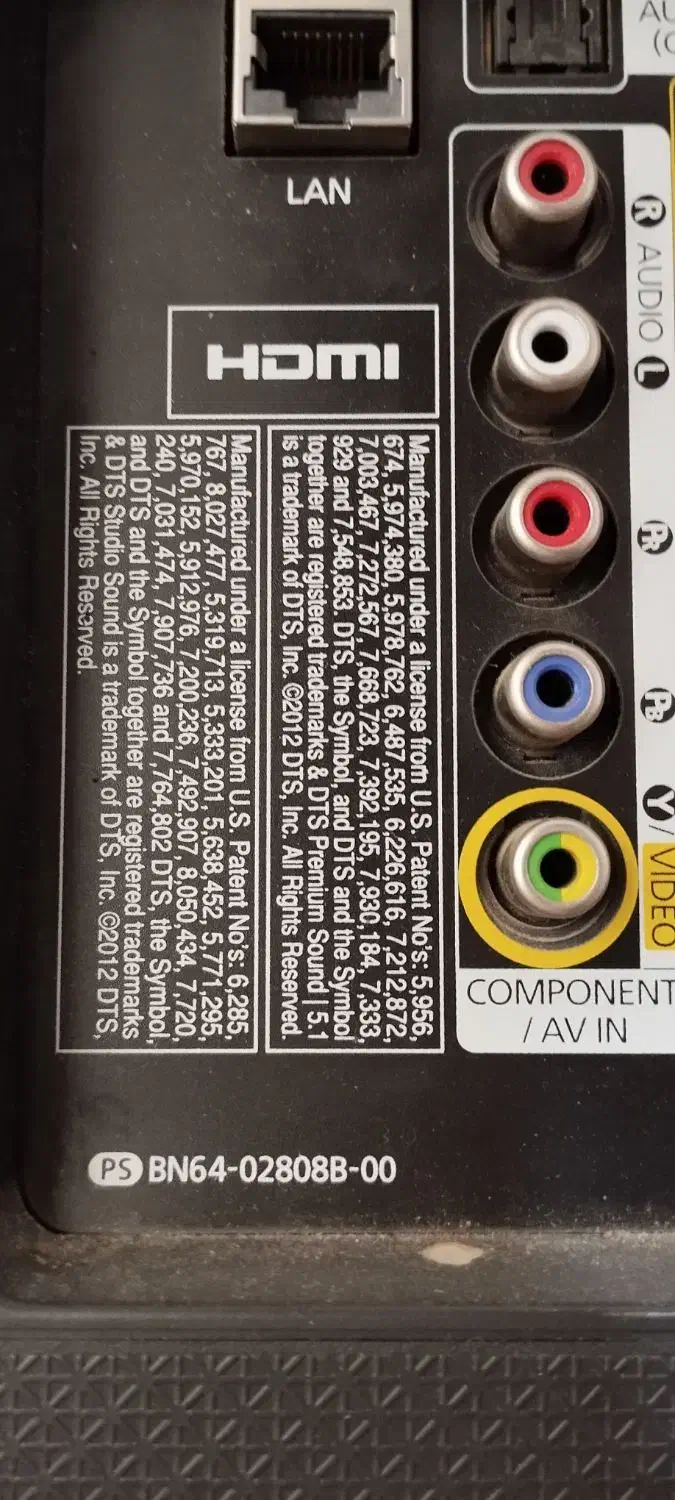 AU
(O
LAN
R AUDIO L
HDMI
Manufactured under a license from U.S. Patent No's: 5,956,
674, 5,974,380, 5,978,762, 6,487,535, 6,226,616, 7,212,872,
7,003,467, 7,272,567, 7,668,723, 7,392,195, 7,930,184, 7,333,
929 and 7,548,853. DTS, the Symbol, and DTS and the Symbol
together are registered trademarks & DTS Premium Sound | 5.1
is a trademark of DTS, Inc. ©2012 DTS, Inc. All Rights Reserved.
Manufactured under a license from U.S. Patent No's: 6,285,
767, 8,027,477, 5,319,713, 5,333,201, 5,638,452, 5,771,295,
5,970,152, 5,912,976, 7,200,236, 7,492,907, 8,050,434, 7,720,
240, 7,031,474, 7,907,736 and 7,764,802 DTS, the Symbol,
and DTS and the Symbol together are registered trademarks
& DTS Studio Sound is a trademark of DTS, Inc. ©2012 DTS,
Inc. All Rights Reserved.
PR
PB
Y / VIDEO
COMPONENT
/ AV IN
PS BN64-02808B-00